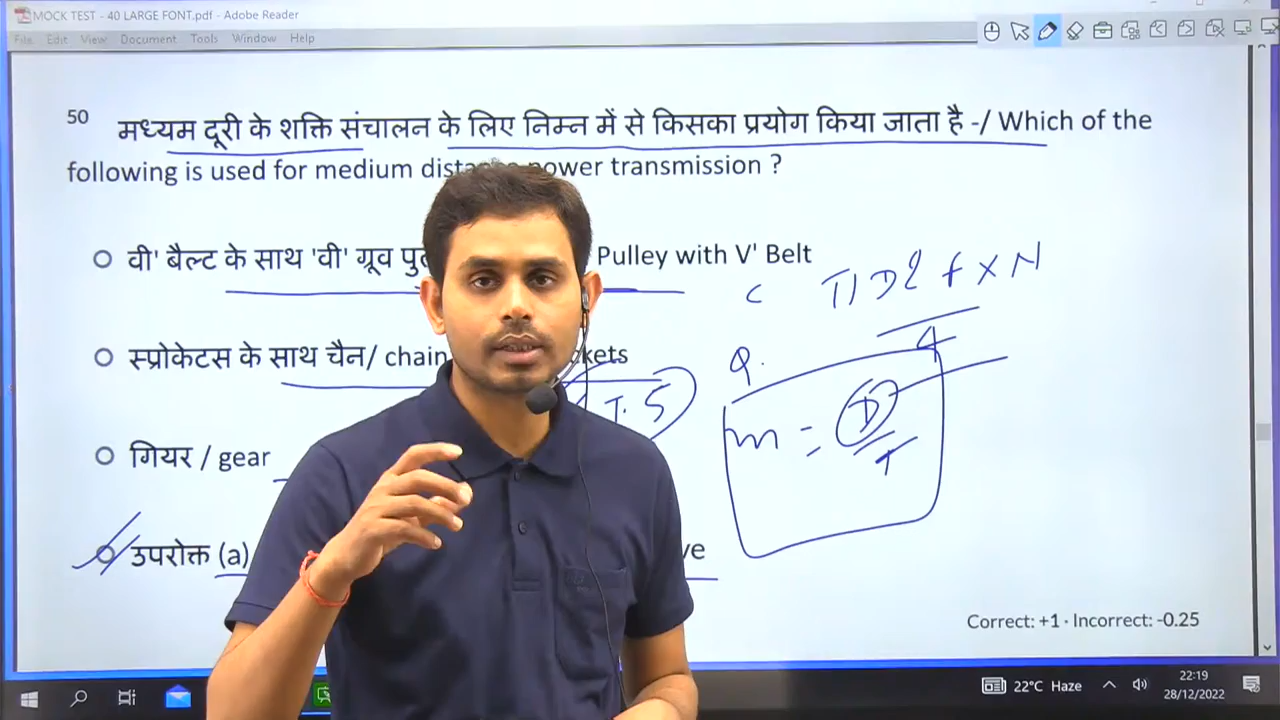 MOCK TEST - 40 LARGE FONT.pdf - Adobe Reader
File Edit View Document Tools Window Help
50 मध्यम दूरी के शक्ति संचालन के लिए निम्न में से किसका प्रयोग किया जाता है -/ Which of the
following is used for medium power transmission ?
वी' बैल्ट के साथ 'वी' ग्रूव Pulley with V' Belt
C π D² f × N
4
स्प्रोकेटस के साथ चैन/ chain
Q.
T. S
m = D
T
गियर / gear
उपरोक्त (a)
Correct: +1 · Incorrect: -0.25
22°C Haze 22:19
28/12/2022